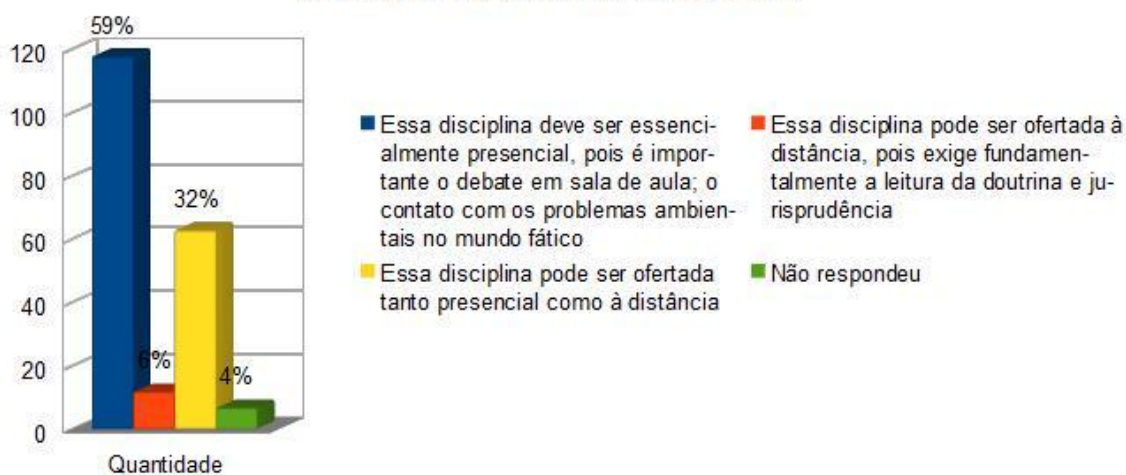 59%
120
100
80
60
40
20
0
32%
6%
4%
Quantidade
Essa disciplina deve ser essenci-
almente presencial, pois é impor-
tante o debate em sala de aula; o
contato com os problemas ambien-
tais no mundo fático
Essa disciplina pode ser ofertada à
distância, pois exige fundamen-
talmente a leitura da doutrina e ju-
risprudência
Essa disciplina pode ser ofertada
tanto presencial como à distância
Não respondeu